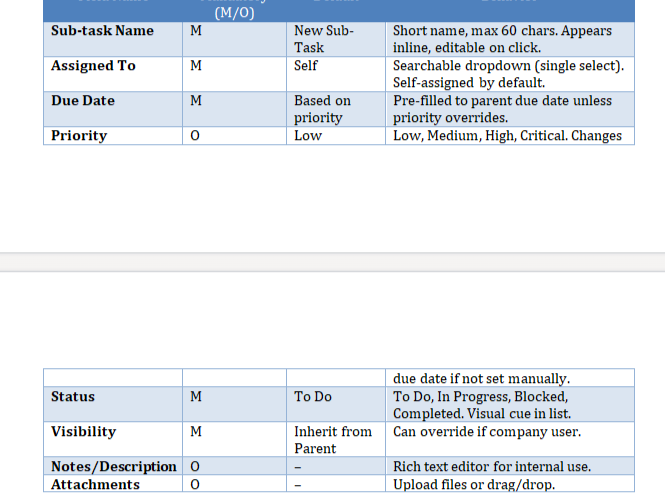 (M/O)
Sub-task Name M New Sub- Short name, max 60 chars. Appears
Task inline, editable on click.
Assigned To M Self Searchable dropdown (single select).
Self-assigned by default.
Due Date M Based on Pre-filled to parent due date unless
priority priority overrides.
Priority O Low Low, Medium, High, Critical. Changes
due date if not set manually.
Status M To Do To Do, In Progress, Blocked,
Completed. Visual cue in list.
Visibility M Inherit from Can override if company user.
Parent
Notes/Description O – Rich text editor for internal use.
Attachments O – Upload files or drag/drop.